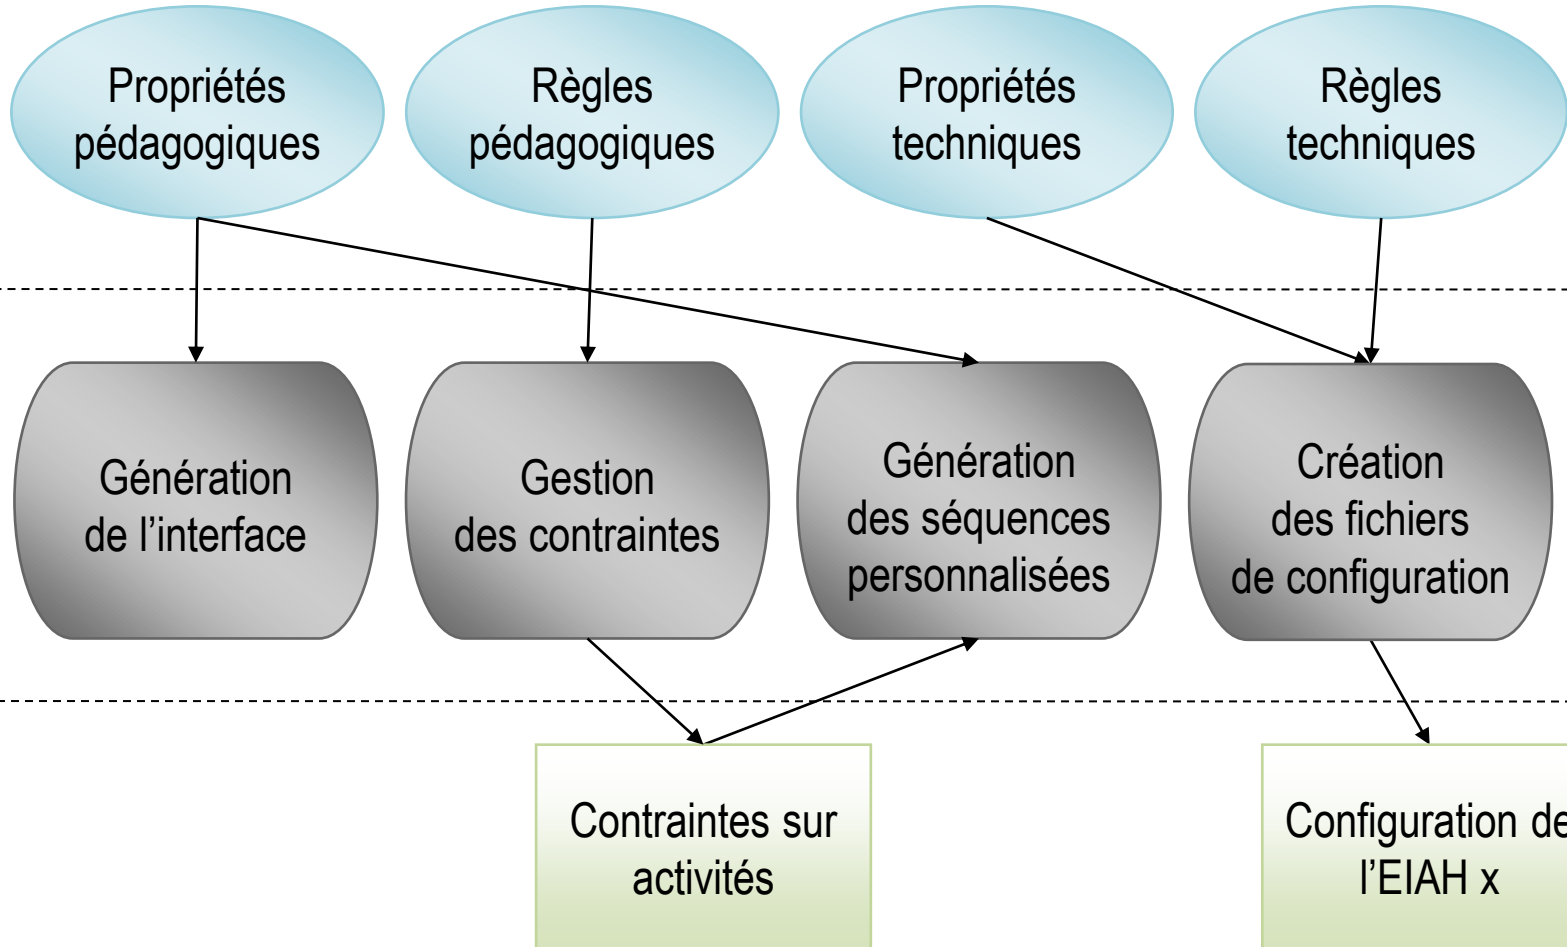 Propriétés
pédagogiques
Règles
pédagogiques
Propriétés
techniques
Règles
techniques
Génération
de l’interface
Gestion
des contraintes
Génération
des séquences
personnalisées
Création
des fichiers
de configuration
Contraintes sur
activités
Configuration de
l’EIAH x